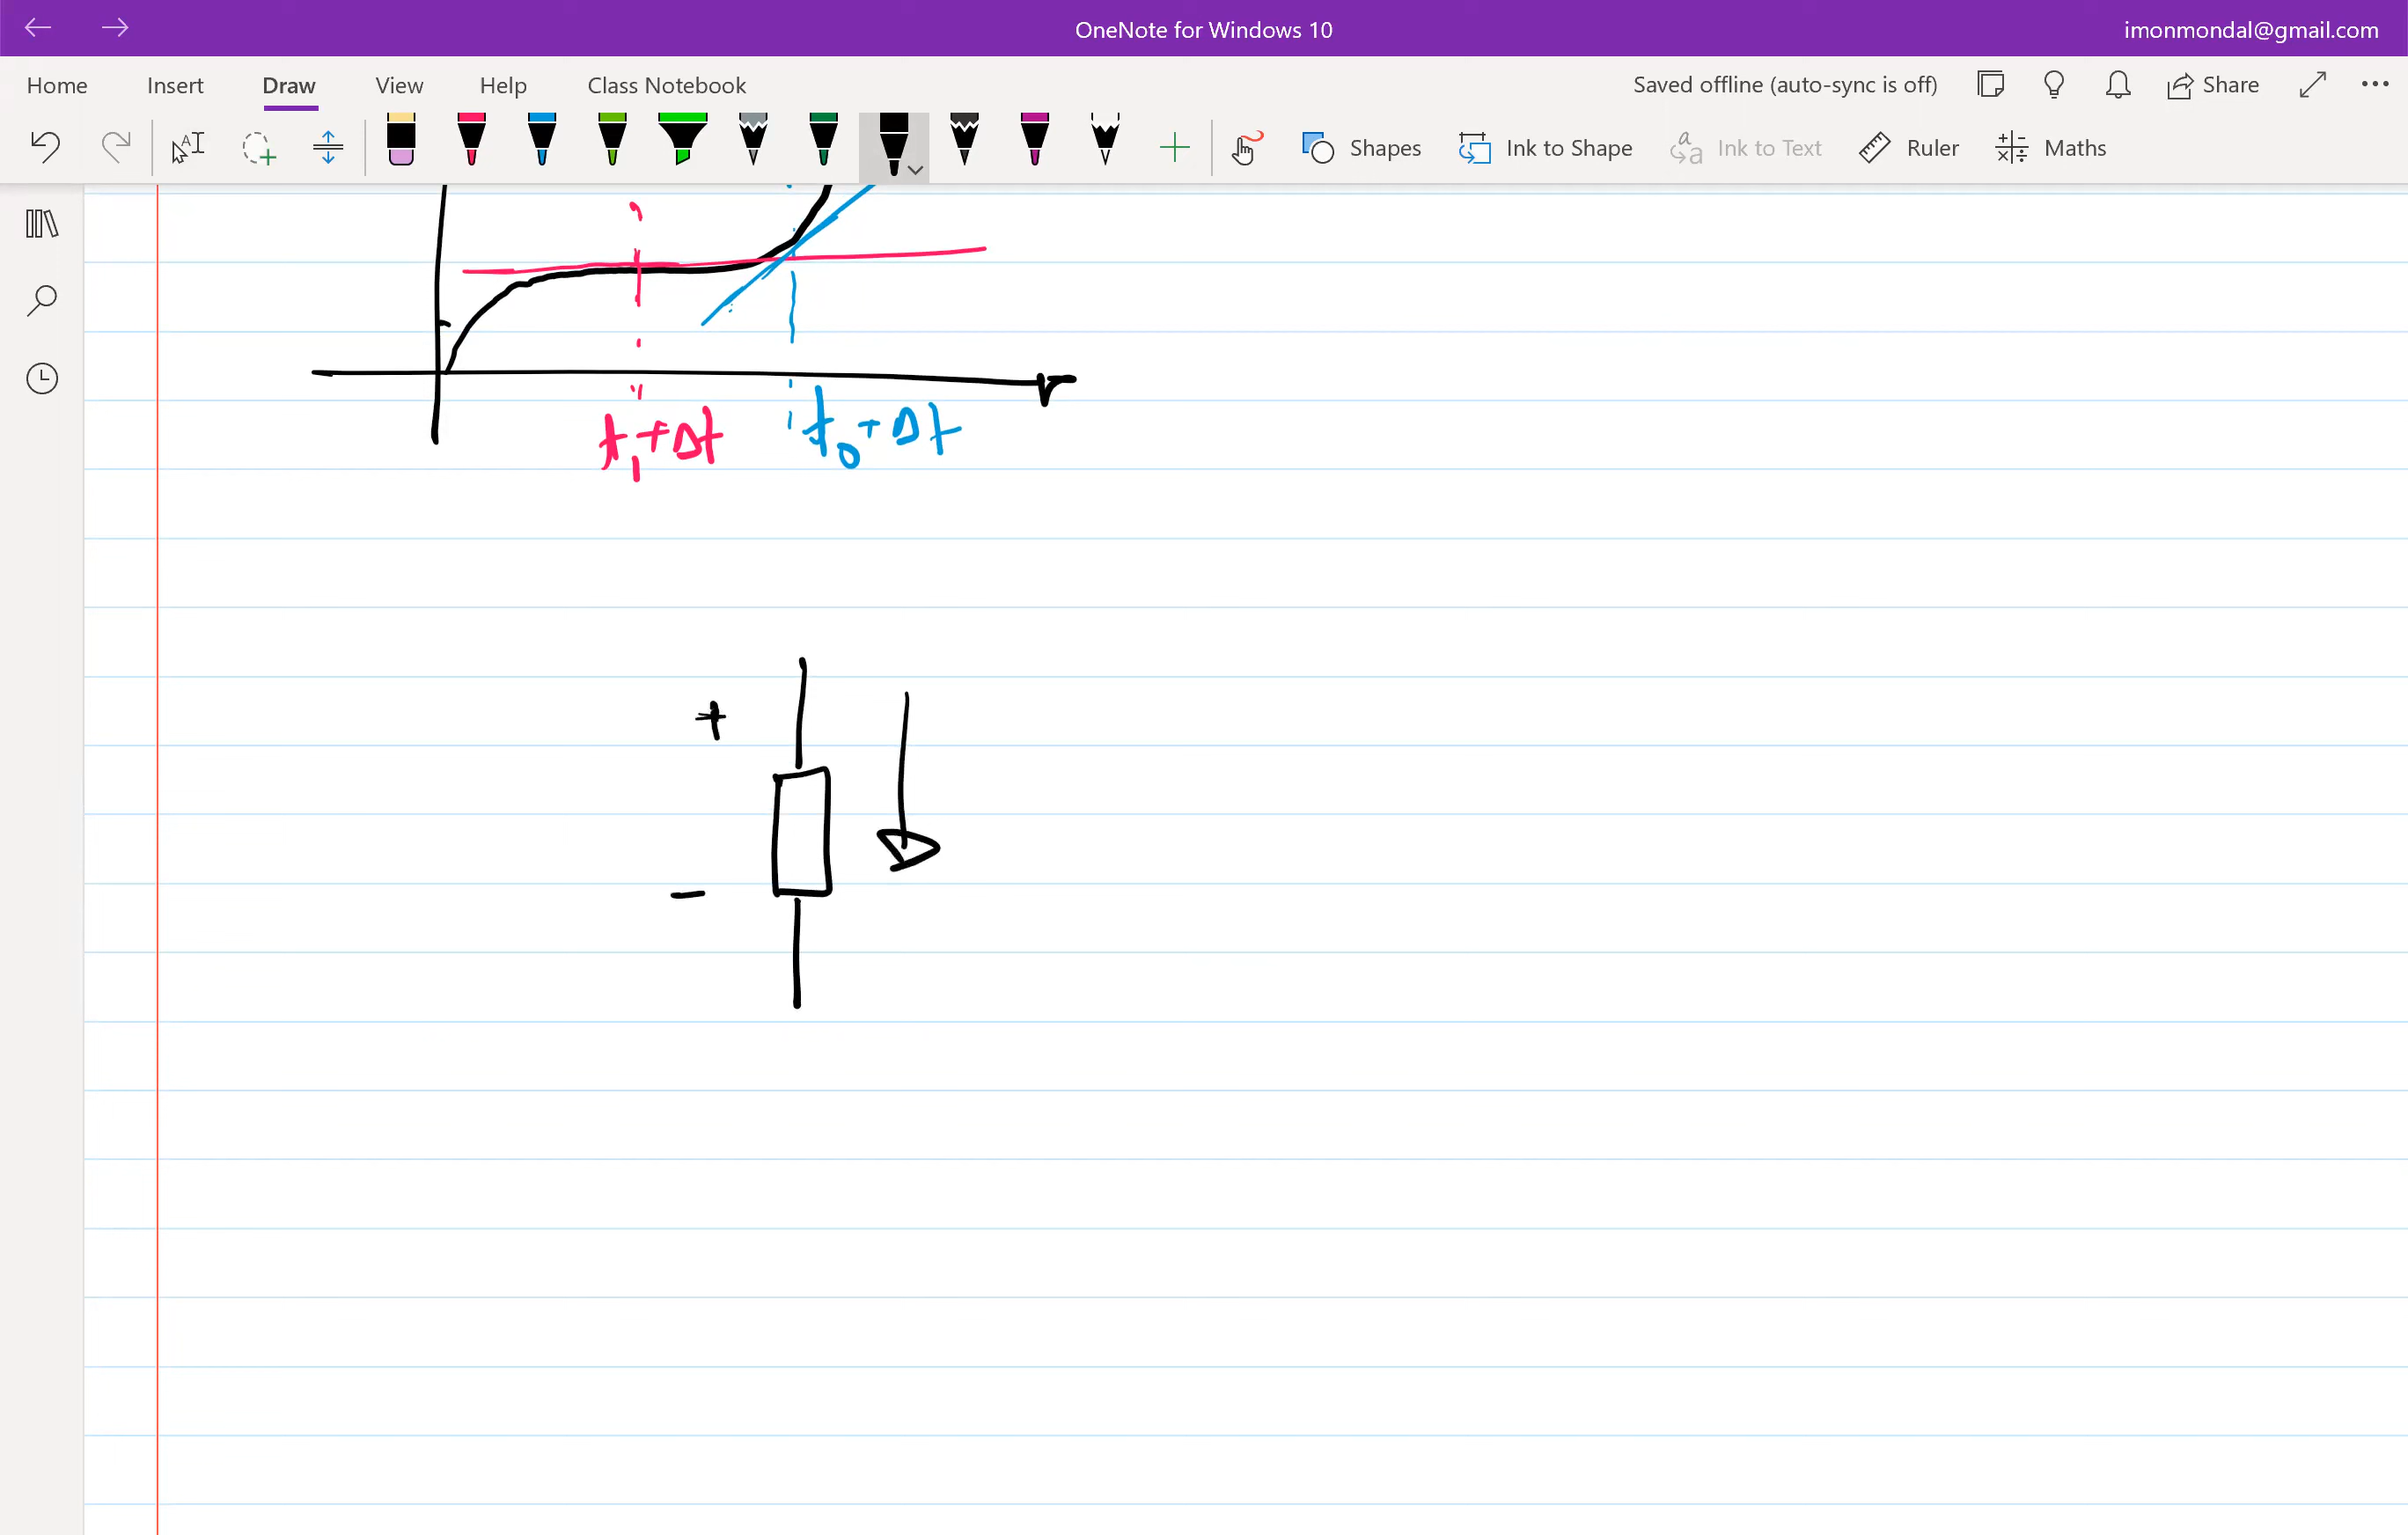 OneNote for Windows 10 imonmondal@gmail.com
Home Insert Draw View Help Class Notebook Saved offline (auto-sync is off) Share
Shapes Ink to Shape Ink to Text Ruler Maths
t₁+Δt t₀+Δt
+
−